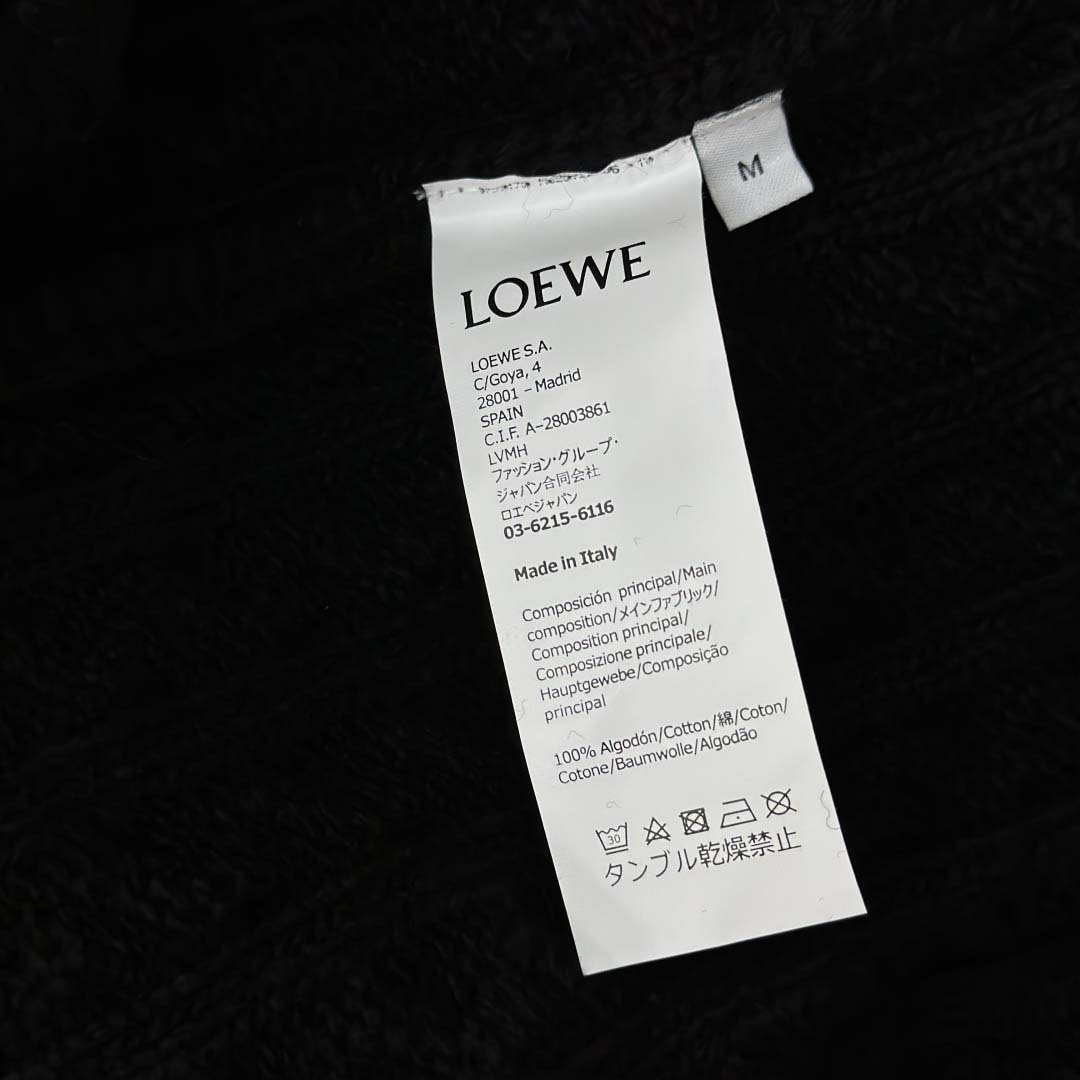 M
LOEWE
LOEWE S.A.
C/Goya, 4
28001 – Madrid
SPAIN
C.I.F. A-28003861
LVMH
ファッション・グループ・
ジャパン合同会社
ロエベジャパン
03-6215-6116
Made in Italy
Composición principal/Main
composition/メインファブリック/
Composition principal/
Composizione principale/
Hauptgewebe/Composição
principal
100% Algodón/Cotton/綿/Coton/
Cotone/Baumwolle/Algodão
30
タンブル乾燥禁止